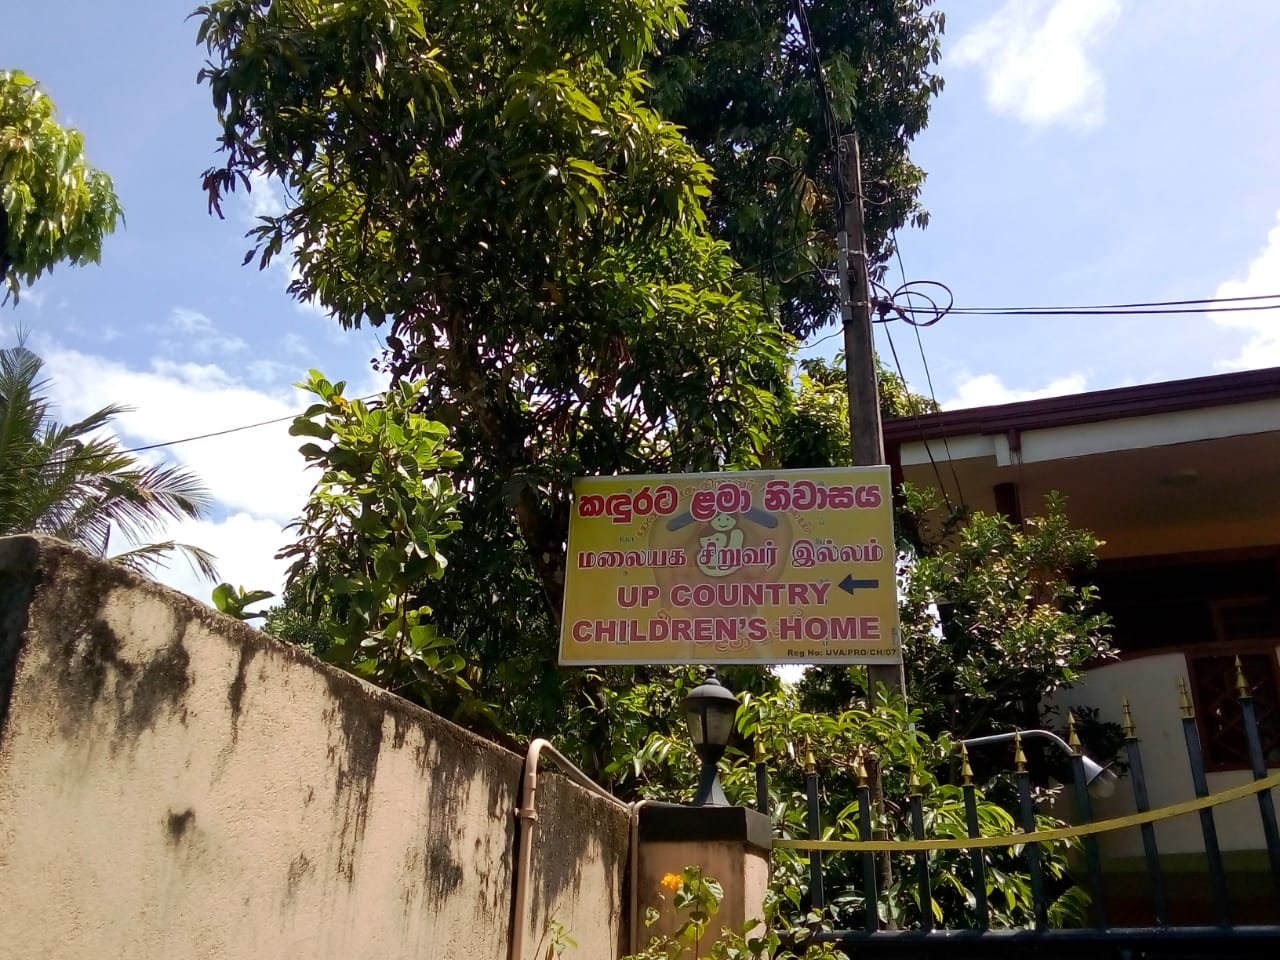 කඳුරට ළමා නිවාසය
மலையக சிறுவர் இல்லம்
UP COUNTRY
CHILDREN'S HOME
Reg No: UVA/PRO/CH/07